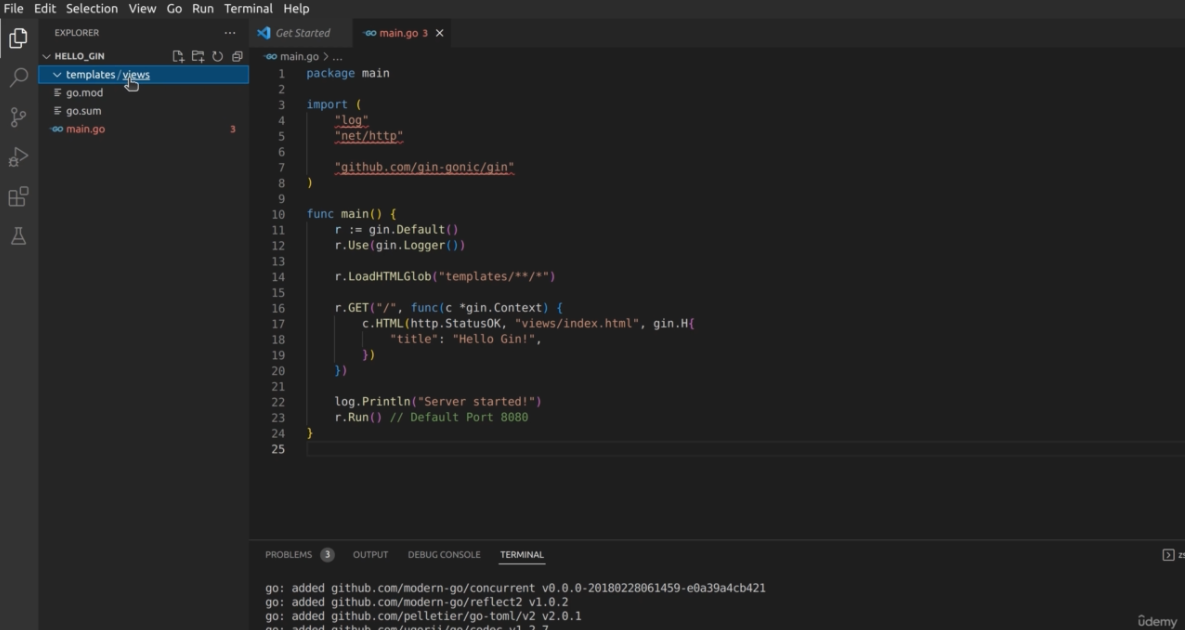 File Edit Selection View Go Run Terminal Help
EXPLORER
Get Started
main.go 3
HELLO_GIN
main.go > ...
templates / views
go.mod
go.sum
main.go 3
1 package main
2
3 import (
4 "log"
5 "net/http"
6
7 "github.com/gin-gonic/gin"
8 )
9
10 func main() {
11 r := gin.Default()
12 r.Use(gin.Logger())
13
14 r.LoadHTMLGlob("templates/**/*")
15
16 r.GET("/", func(c *gin.Context) {
17 c.HTML(http.StatusOK, "views/index.html", gin.H{
18 "title": "Hello Gin!",
19 })
20 })
21
22 log.Println("Server started!")
23 r.Run() // Default Port 8080
24 }
25
PROBLEMS 3 OUTPUT DEBUG CONSOLE TERMINAL
go: added github.com/modern-go/concurrent v0.0.0-20180228061459-e0a39a4cb421
go: added github.com/modern-go/reflect2 v1.0.2
go: added github.com/pelletier/go-toml/v2 v2.0.1
go: added github.com/ugorji/go/codec v1.2.7
udemy